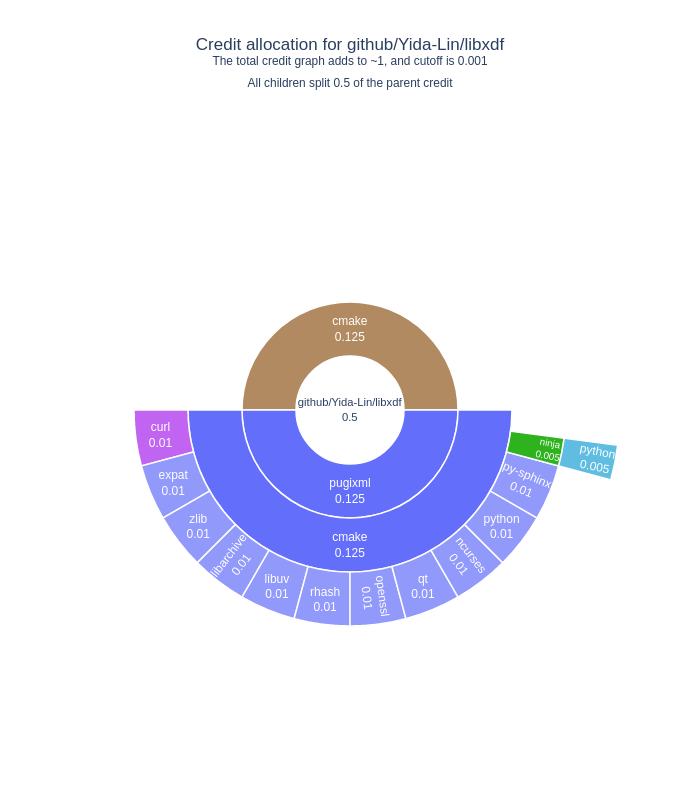 Credit allocation for github/Yida-Lin/libxdf
The total credit graph adds to ~1, and cutoff is 0.001
All children split 0.5 of the parent credit
cmake
0.125
github/Yida-Lin/libxdf
0.5
pugixml
0.125
cmake
0.125
curl
0.01
expat
0.01
zlib
0.01
libarchive
0.01
libuv
0.01
rhash
0.01
openssl
0.01
qt
0.01
ncurses
0.01
python
0.01
py-sphinx
0.01
ninja
0.005
python
0.005